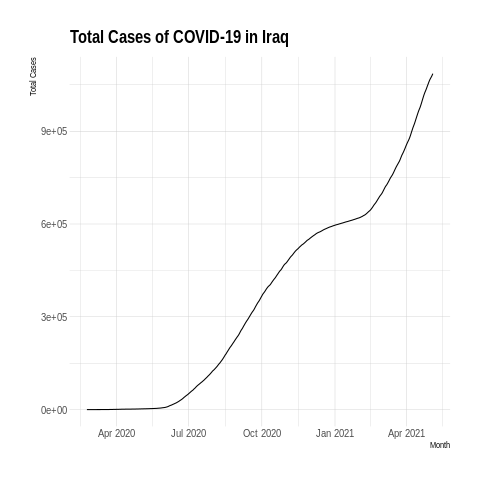 Total Cases of COVID-19 in Iraq
Total Cases
9e+05
6e+05
3e+05
0e+00
Apr 2020 Jul 2020 Oct 2020 Jan 2021 Apr 2021
Month